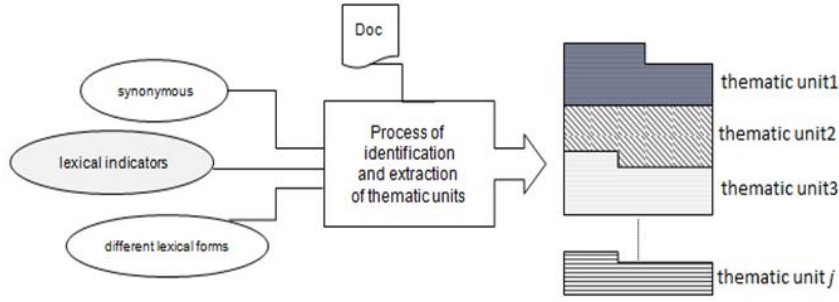 Doc
synonymous
lexical indicators
different lexical forms
Process of
identification
and extraction
of thematic units
thematic unit1
thematic unit2
thematic unit3
thematic unit j